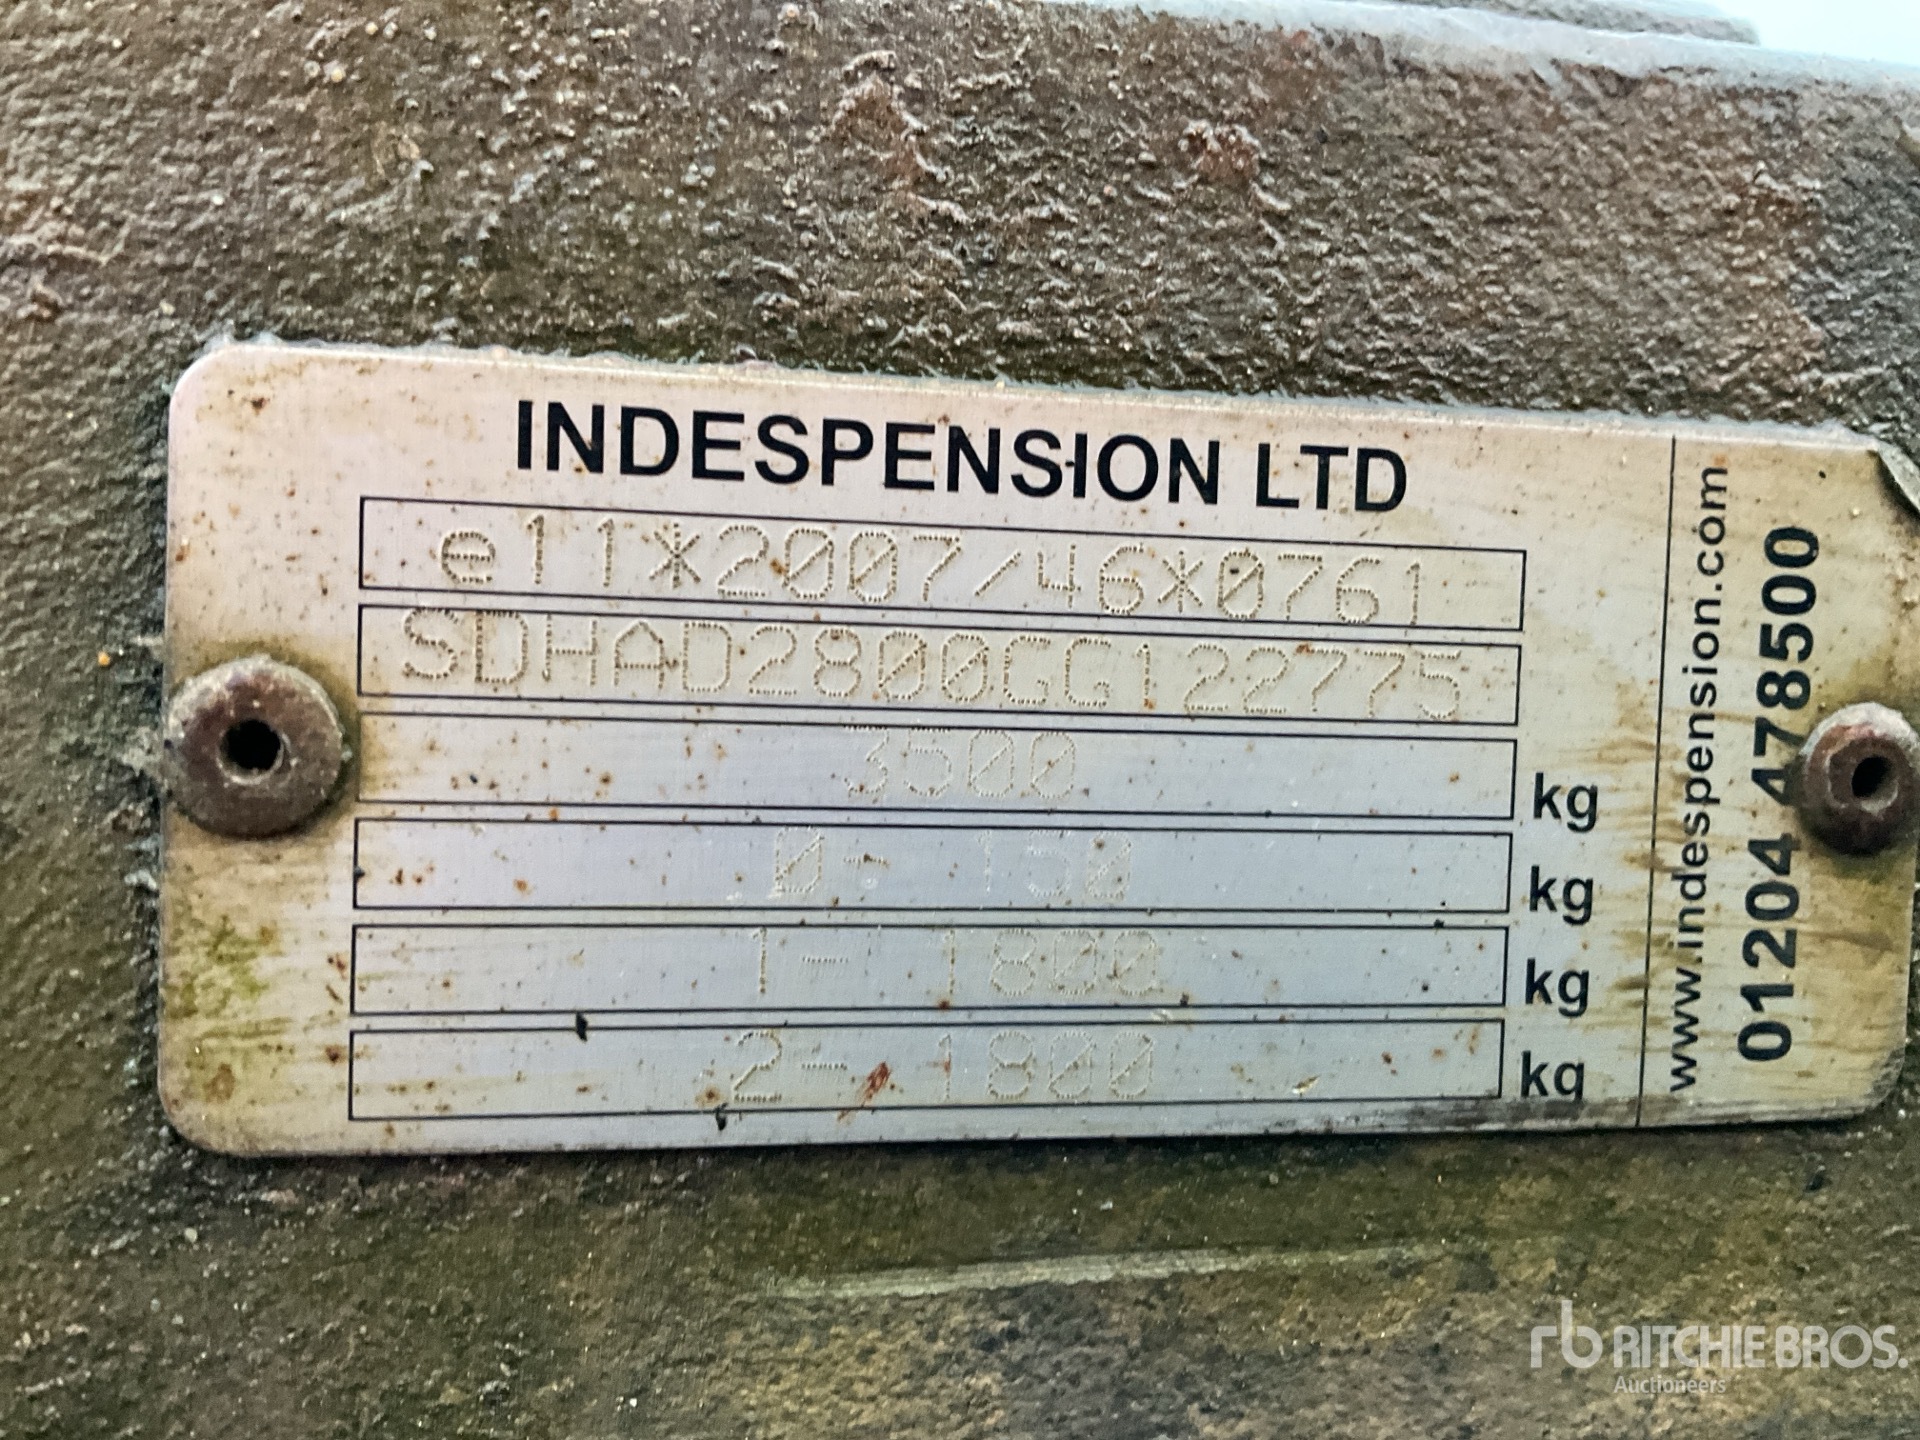 INDESPENSION LTD
e11*2007/46*0761
SDHAD2800GG122775
3500 kg
0- 150 kg
1- 1800 kg
2- 1800 kg
www.indespension.com
01204 478500
rb RITCHIE BROS.
Auctioneers